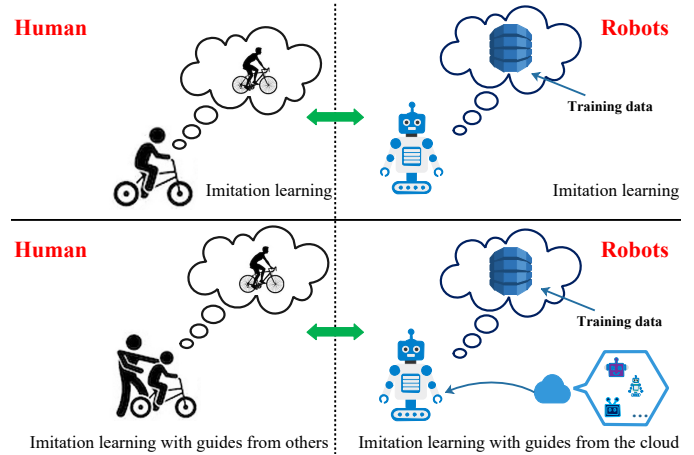 Human
Robots
Training data
Imitation learning
Imitation learning
Human
Robots
Training data
Imitation learning with guides from others
Imitation learning with guides from the cloud